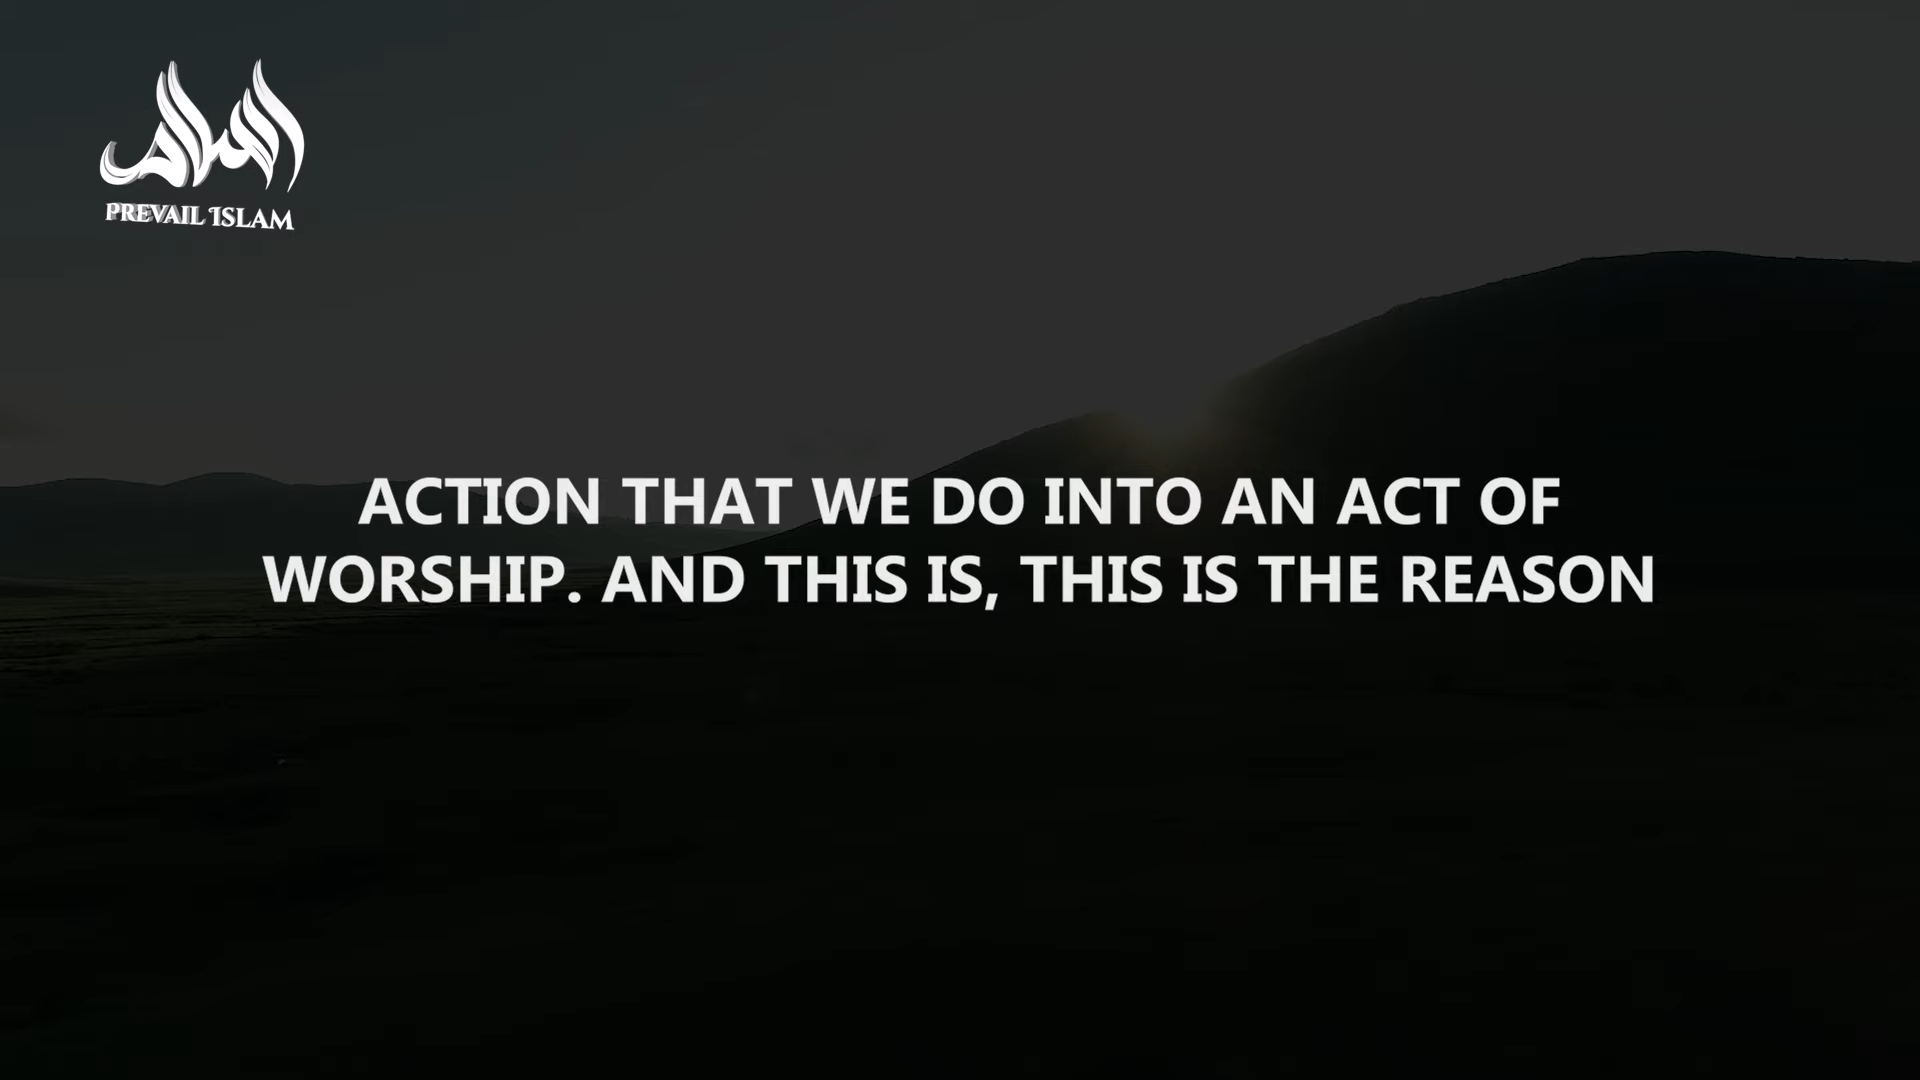 PREVAIL ISLAM
ACTION THAT WE DO INTO AN ACT OF
WORSHIP. AND THIS IS, THIS IS THE REASON